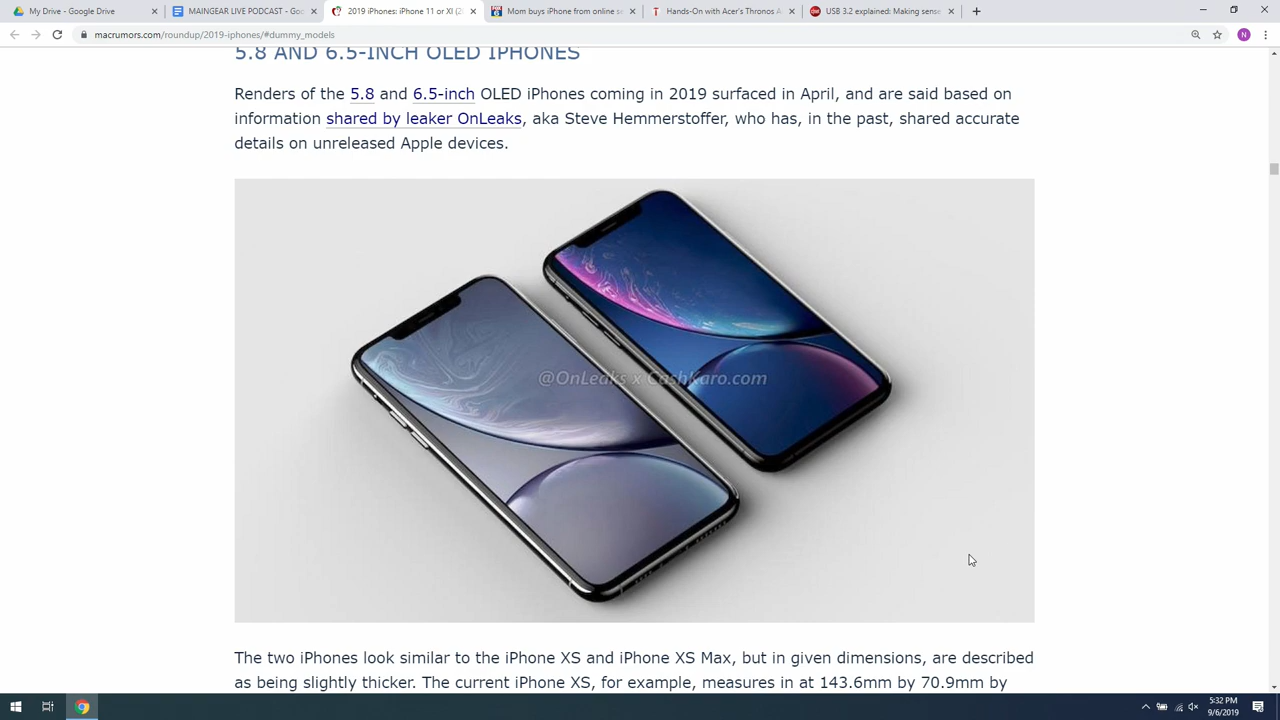 My Drive - Google Drive
MAINGEAR LIVE PODCAST - Goo
2019 iPhones: iPhone 11 or XI (2
Mom buys iPhone from online s
Hands-On with Acer's Thronos A
USB 3.2 explained: Making sense
macrumors.com/roundup/2019-iphones/#dummy_models
N
5.8 AND 6.5-INCH OLED IPHONES
Renders of the 5.8 and 6.5-inch OLED iPhones coming in 2019 surfaced in April, and are said based on
information shared by leaker OnLeaks, aka Steve Hemmerstoffer, who has, in the past, shared accurate
details on unreleased Apple devices.
@OnLeaks x CashKaro.com
The two iPhones look similar to the iPhone XS and iPhone XS Max, but in given dimensions, are described
as being slightly thicker. The current iPhone XS, for example, measures in at 143.6mm by 70.9mm by
5:32 PM
9/6/2019